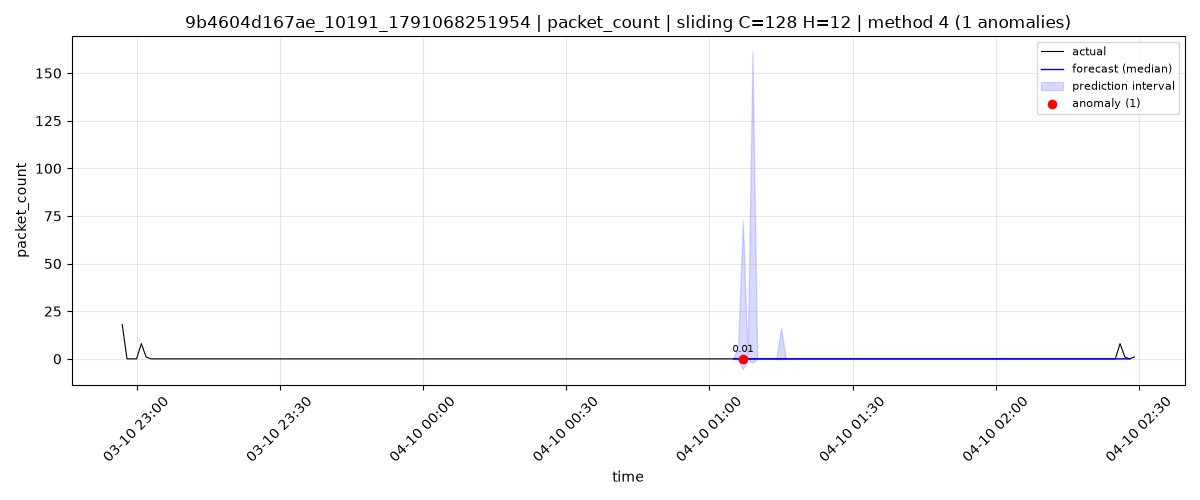 9b4604d167ae_10191_1791068251954 | packet_count | sliding C=128 H=12 | method 4 (1 anomalies)
packet_count
150
125
100
75
50
25
0
actual
forecast (median)
prediction interval
anomaly (1)
0.01
03-10 23:00
03-10 23:30
04-10 00:00
04-10 00:30
04-10 01:00
04-10 01:30
04-10 02:00
04-10 02:30
time